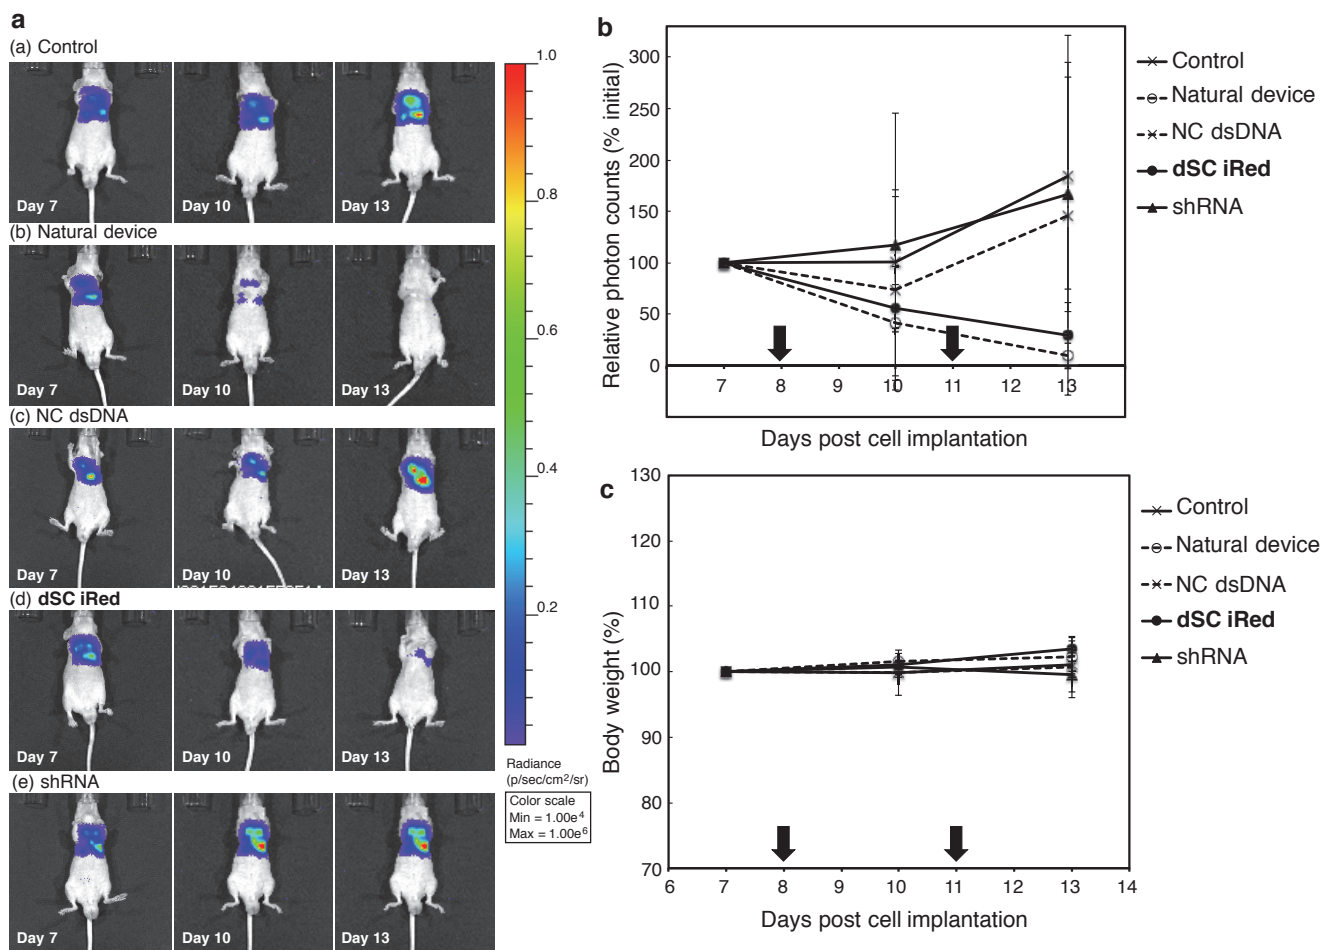 a
(a) Control
Day 7
Day 10
Day 13
(b) Natural device
Day 7
Day 10
Day 13
(c) NC dsDNA
Day 7
Day 10
Day 13
(d) dSC iRed
Day 7
Day 10
Day 13
(e) shRNA
Day 7
Day 10
Day 13
1.0
0.8
0.6
0.4
0.2
Radiance
(p/sec/cm²/sr)
Color scale
Min = 1.00e⁴
Max = 1.00e⁶
b
Relative photon counts (% initial)
300
250
200
150
100
50
0
7 8 9 10 11 12 13
Days post cell implantation
Control
Natural device
NC dsDNA
dSC iRed
shRNA
c
Body weight (%)
130
120
110
100
90
80
70
6 7 8 9 10 11 12 13 14
Days post cell implantation
Control
Natural device
NC dsDNA
dSC iRed
shRNA